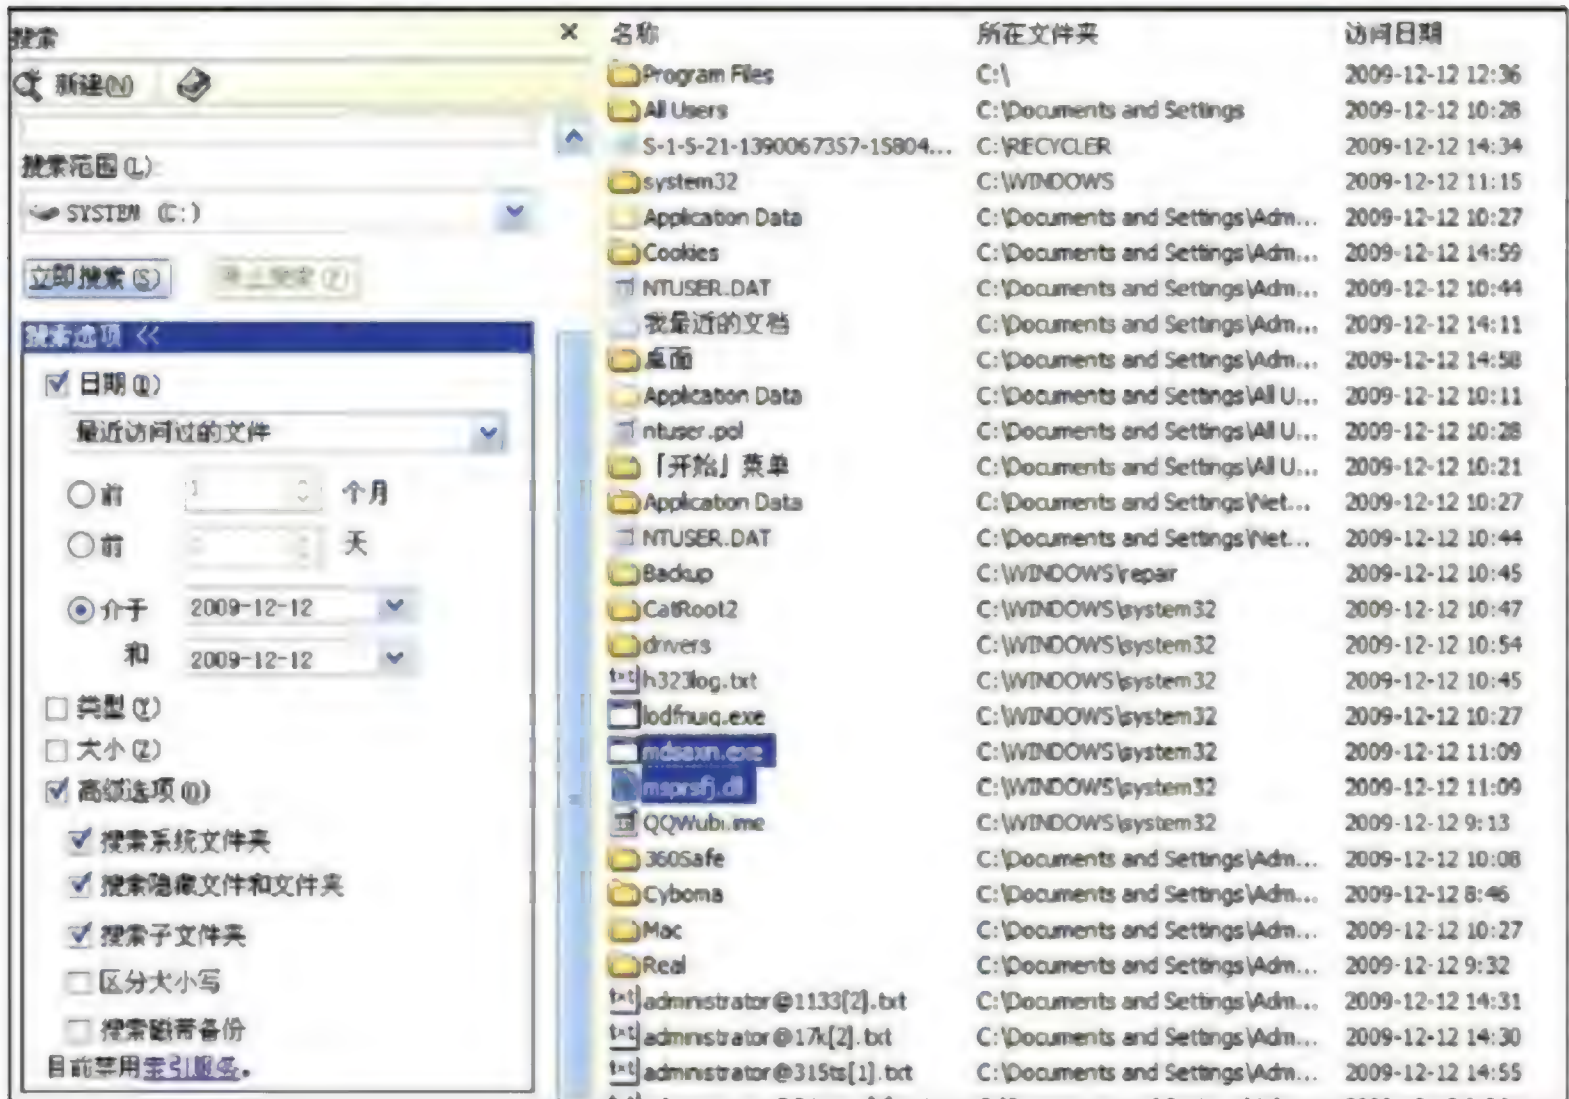 搜索
新建(N)
搜索范围(L)
SYSTEM (C:)
立即搜索(S) 停止搜索(P)
搜索选项 <<
日期(D)
最近访问过的文件
前 1 个月
前 天
介于 2009-12-12
和 2009-12-12
类型(Y)
大小(Z)
高级选项(O)
搜索系统文件夹
搜索隐藏文件和文件夹
搜索子文件夹
区分大小写
搜索磁带备份
目前禁用索引服务。
名称 所在文件夹 访问日期
Program Files C:\ 2009-12-12 12:36
All Users C:\Documents and Settings 2009-12-12 10:28
S-1-5-21-1390067357-15804... C:\RECYCLER 2009-12-12 14:34
system32 C:\WINDOWS 2009-12-12 11:15
Application Data C:\Documents and Settings\Adm... 2009-12-12 10:27
Cookies C:\Documents and Settings\Adm... 2009-12-12 14:59
NTUSER.DAT C:\Documents and Settings\Adm... 2009-12-12 10:44
我最近的文档 C:\Documents and Settings\Adm... 2009-12-12 14:11
桌面 C:\Documents and Settings\Adm... 2009-12-12 14:58
Application Data C:\Documents and Settings\All U... 2009-12-12 10:11
ntuser.pol C:\Documents and Settings\All U... 2009-12-12 10:28
「开始」菜单 C:\Documents and Settings\All U... 2009-12-12 10:21
Application Data C:\Documents and Settings\Net... 2009-12-12 10:27
NTUSER.DAT C:\Documents and Settings\Net... 2009-12-12 10:44
Backup C:\WINDOWS\repair 2009-12-12 10:45
CatRoot2 C:\WINDOWS\system32 2009-12-12 10:47
drivers C:\WINDOWS\system32 2009-12-12 10:54
h323log.txt C:\WINDOWS\system32 2009-12-12 10:45
lodfnuiq.exe C:\WINDOWS\system32 2009-12-12 10:27
mdsaxn.exe C:\WINDOWS\system32 2009-12-12 11:09
msprsfj.dll C:\WINDOWS\system32 2009-12-12 11:09
QQWubi.ime C:\WINDOWS\system32 2009-12-12 9:13
360Safe C:\Documents and Settings\Adm... 2009-12-12 10:08
Cyboma C:\Documents and Settings\Adm... 2009-12-12 8:46
Mac C:\Documents and Settings\Adm... 2009-12-12 10:27
Real C:\Documents and Settings\Adm... 2009-12-12 9:32
administrator@1133[2].txt C:\Documents and Settings\Adm... 2009-12-12 14:31
administrator@17k[2].txt C:\Documents and Settings\Adm... 2009-12-12 14:30
administrator@315ts[1].txt C:\Documents and Settings\Adm... 2009-12-12 14:55